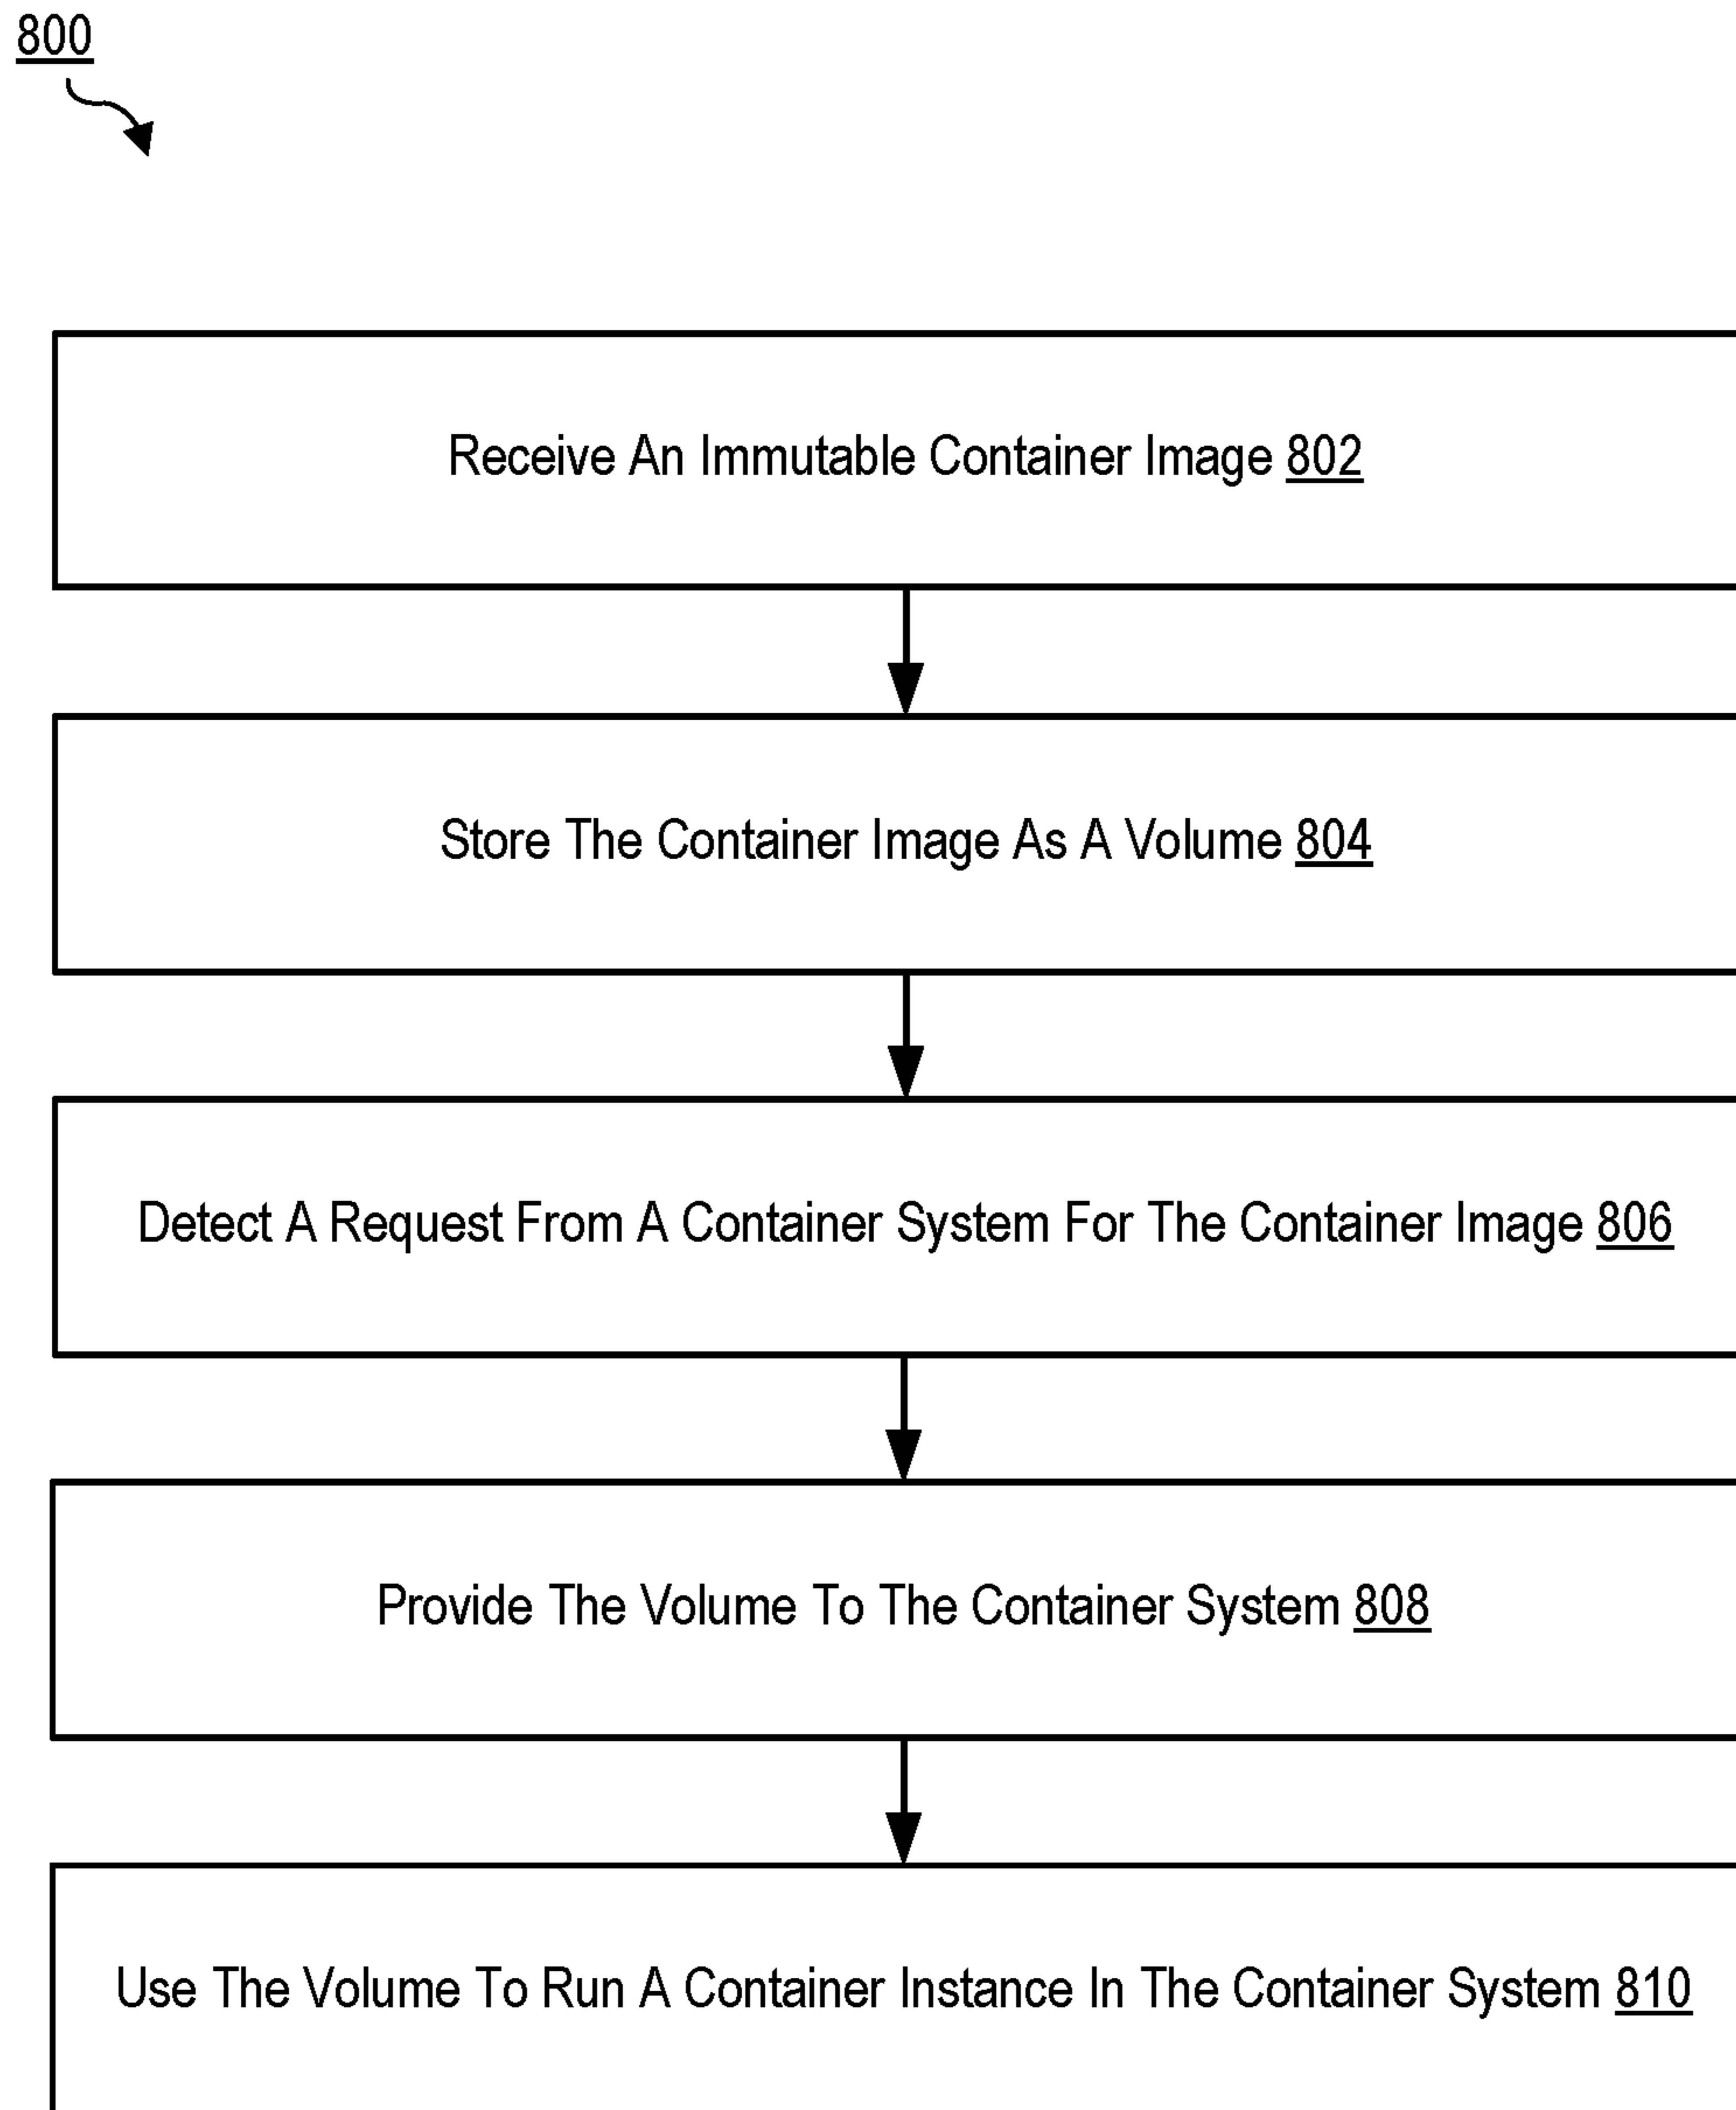 800
Receive An Immutable Container Image 802
Store The Container Image As A Volume 804
Detect A Request From A Container System For The Container Image 806
Provide The Volume To The Container System 808
Use The Volume To Run A Container Instance In The Container System 810